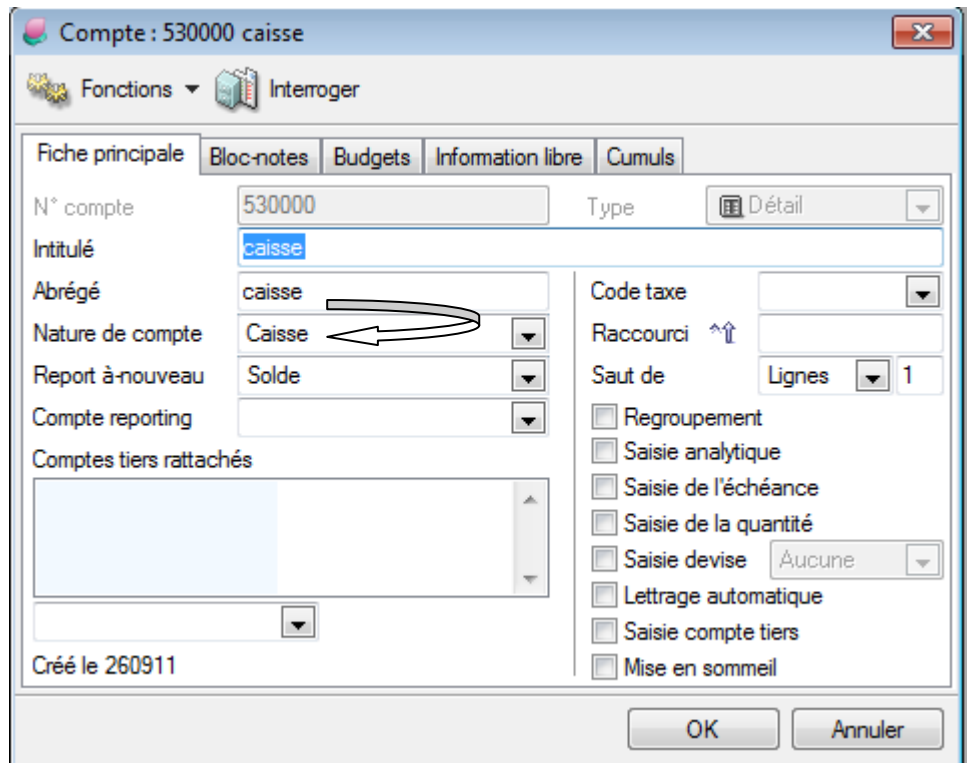 Compte : 530000 caisse
Fonctions Interroger
Fiche principale Bloc-notes Budgets Information libre Cumuls
N° compte 530000 Type Détail
Intitulé caisse
Abrégé caisse Code taxe
Nature de compte Caisse Raccourci
Report à-nouveau Solde Saut de Lignes 1
Compte reporting Regroupement
Comptes tiers rattachés Saisie analytique
Saisie de l'échéance
Saisie de la quantité
Saisie devise Aucune
Lettrage automatique
Saisie compte tiers
Créé le 260911 Mise en sommeil
OK Annuler